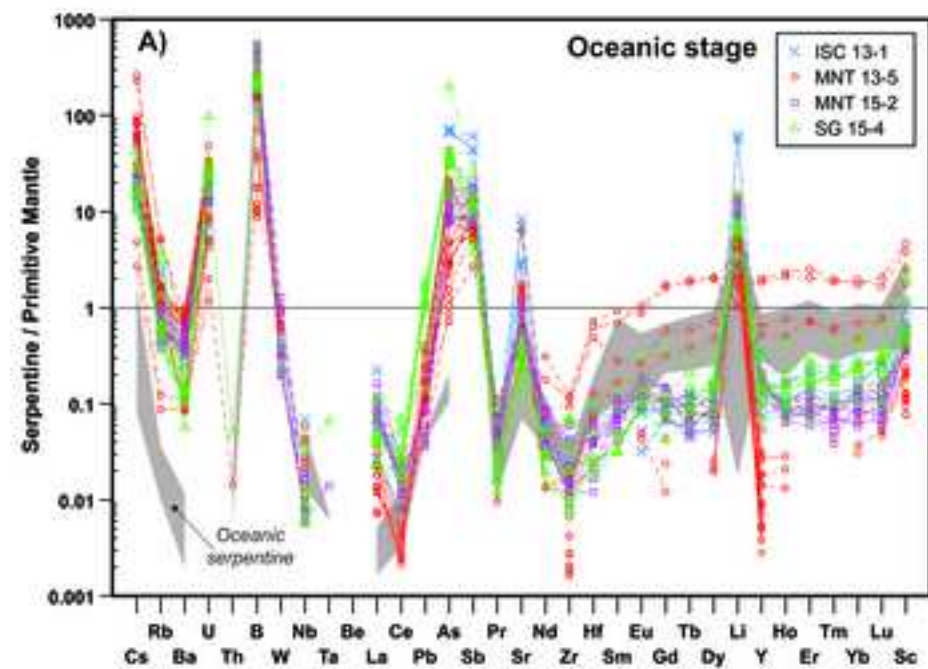 A)
Oceanic stage
ISC 13-1
MNT 13-5
MNT 15-2
SG 15-4
Serpentine / Primitive Mantle
1000
100
10
1
0.1
0.01
0.001
Oceanic
serpentine
Rb U B Nb Be Ce As Pr Nd Hf Eu Tb Li Ho Tm Lu
Cs Ba Th W Ta La Pb Sb Sr Zr Sm Gd Dy Y Er Yb Sc